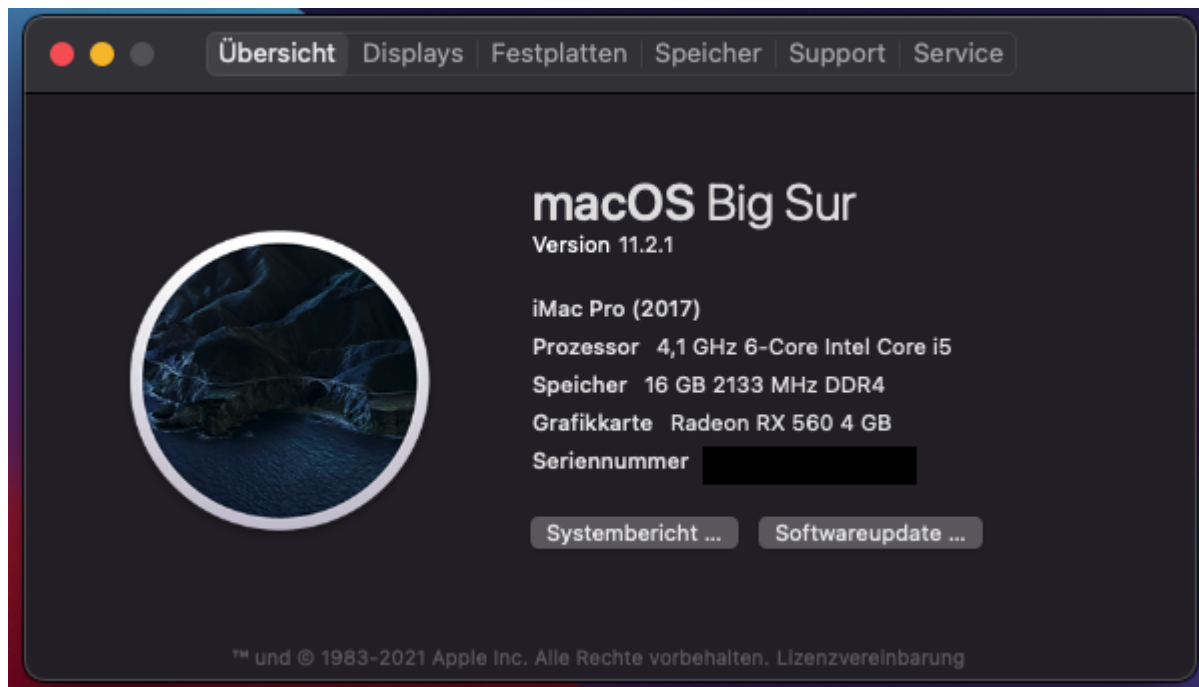 Übersicht Displays Festplatten Speicher Support Service
macOS Big Sur
Version 11.2.1
iMac Pro (2017)
Prozessor 4,1 GHz 6-Core Intel Core i5
Speicher 16 GB 2133 MHz DDR4
Grafikkarte Radeon RX 560 4 GB
Seriennummer
Systembericht ... Softwareupdate ...
™ und © 1983-2021 Apple Inc. Alle Rechte vorbehalten. Lizenzvereinbarung